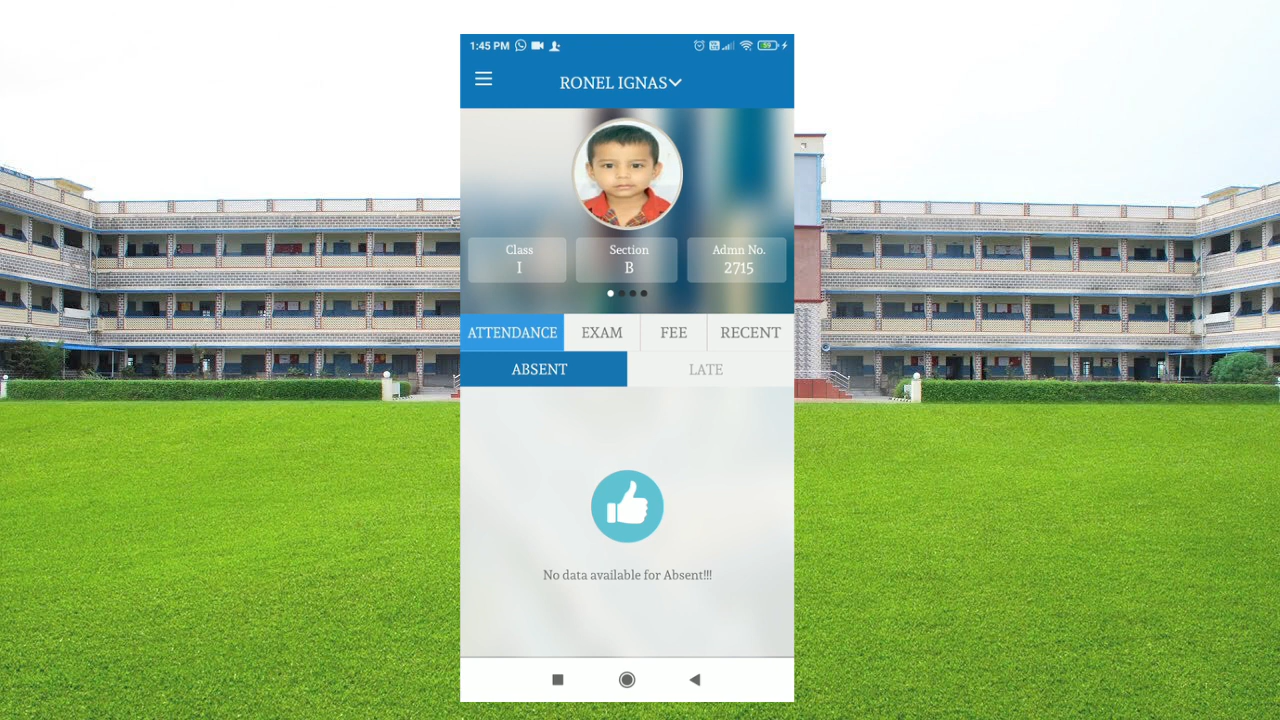 1:45 PM
59
RONEL IGNAS
Class
I
Section
B
Admn No.
2715
ATTENDANCE
EXAM
FEE
RECENT
ABSENT
LATE
No data available for Absent!!!